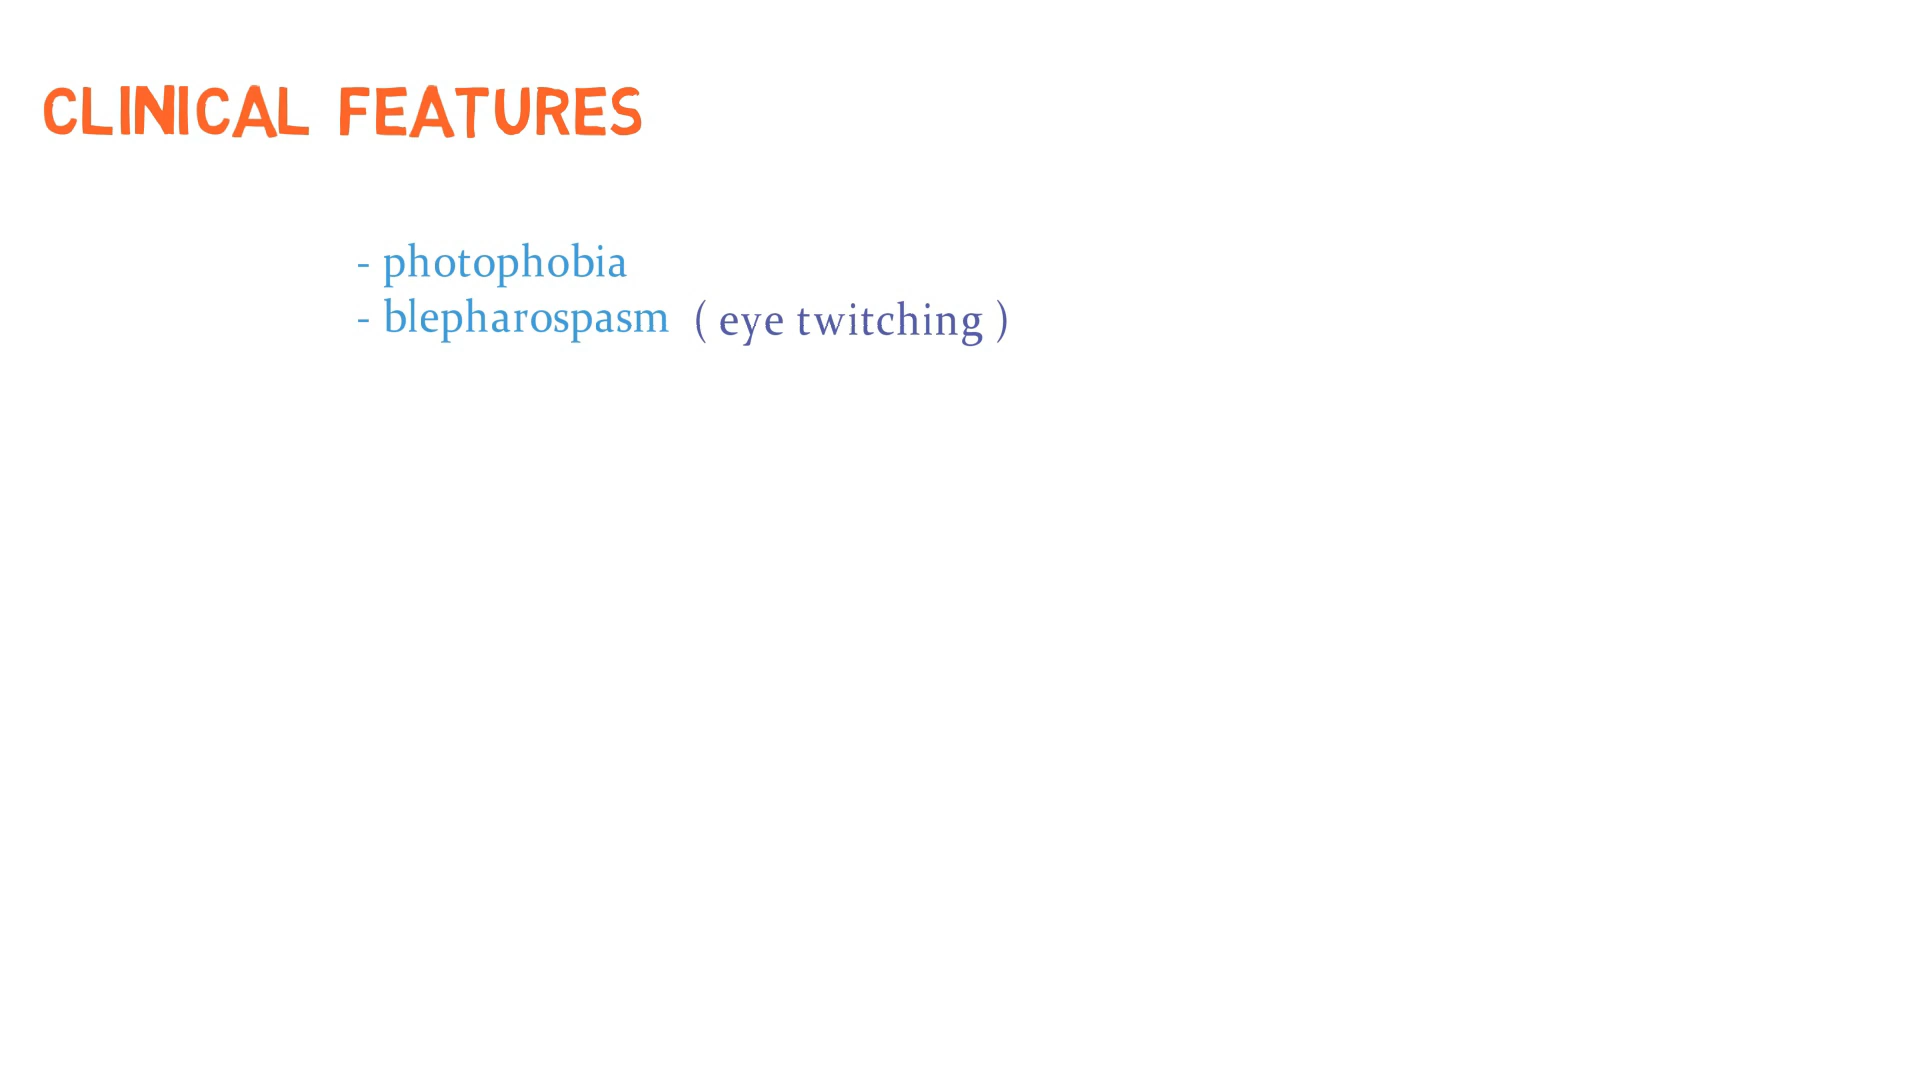 CLINICAL FEATURES
- photophobia
- blepharospasm ( eye twitching )